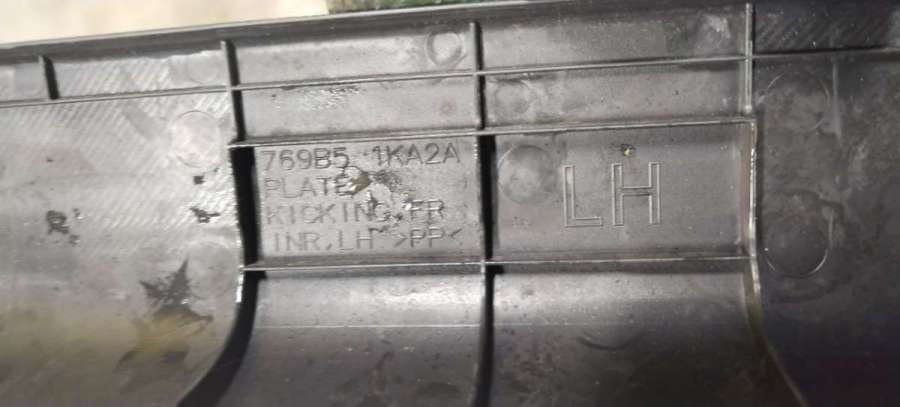 769B5 1KA2A
PLATE
KICKING, FR
INR, LH >PP<
LH